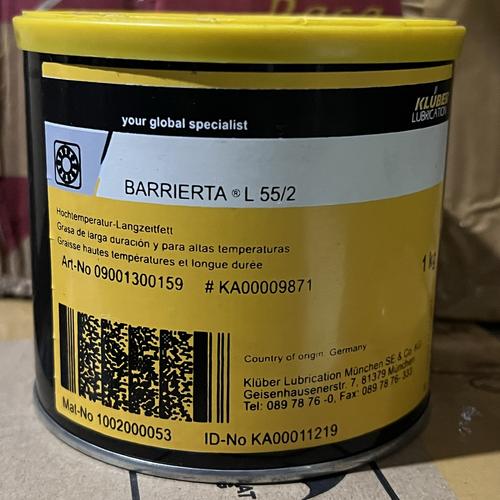 KLÜBER
LUBRICATION
your global specialist
BARRIERTA ® L 55/2
Hochtemperatur-Langzeitfett
Grasa de larga duración y para altas temperaturas
Graisse hautes températures et longue durée
Art-No 09001300159 # KA00009871
1 kg
Country of origin Germany
Klüber Lubrication München SE & Co. KG
Geisenhausenerstr. 7, 81379 München
Tel: 089 78 76 -0, Fax: 089 78 76-333
Mat-No 1002000053 ID-No KA00011219